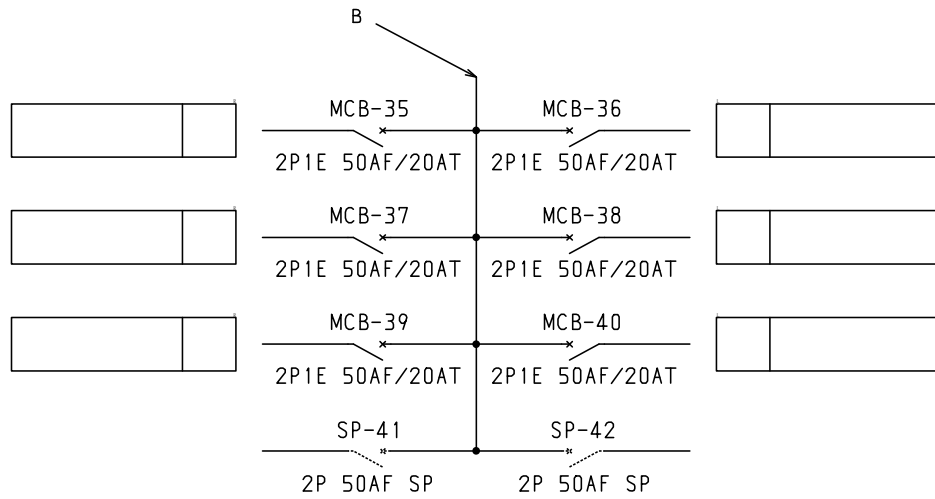 B
MCB-35 MCB-36
2P1E 50AF/20AT 2P1E 50AF/20AT
MCB-37 MCB-38
2P1E 50AF/20AT 2P1E 50AF/20AT
MCB-39 MCB-40
2P1E 50AF/20AT 2P1E 50AF/20AT
SP-41 SP-42
2P 50AF SP 2P 50AF SP